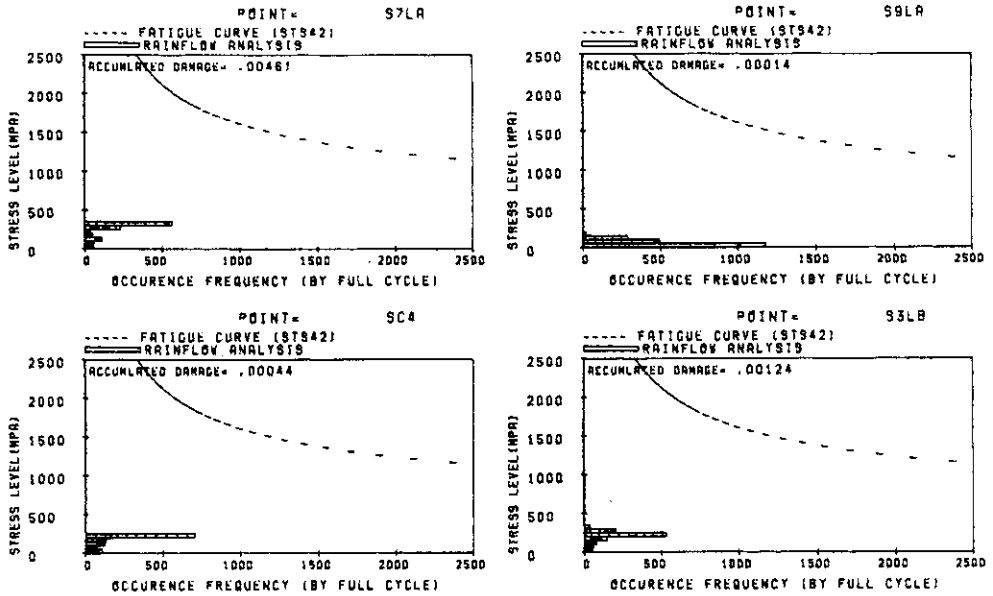 POINT= S7LA
FATIGUE CURVE (STS42)
RAINFLOW ANALYSIS
ACCUMLATED DAMAGE= .00461
2500
2000
1500
1000
500
0
STRESS LEVEL(MPA)
0 500 1000 1500 2000 2500
OCCURENCE FREQUENCY (BY FULL CYCLE)
POINT= S9LA
FATIGUE CURVE (STS42)
RAINFLOW ANALYSIS
ACCUMLATED DAMAGE= .00014
2500
2000
1500
1000
500
0
STRESS LEVEL(MPA)
0 500 1000 1500 2000 2500
OCCURENCE FREQUENCY (BY FULL CYCLE)
POINT= SC4
FATIGUE CURVE (STS42)
RAINFLOW ANALYSIS
ACCUMLATED DAMAGE= .00044
2500
2000
1500
1000
500
0
STRESS LEVEL(MPA)
0 500 1000 1500 2000 2500
OCCURENCE FREQUENCY (BY FULL CYCLE)
POINT= S3LB
FATIGUE CURVE (STS42)
RAINFLOW ANALYSIS
ACCUMLATED DAMAGE= .00124
2500
2000
1500
1000
500
0
STRESS LEVEL(MPA)
0 500 1000 1500 2000 2500
OCCURENCE FREQUENCY (BY FULL CYCLE)